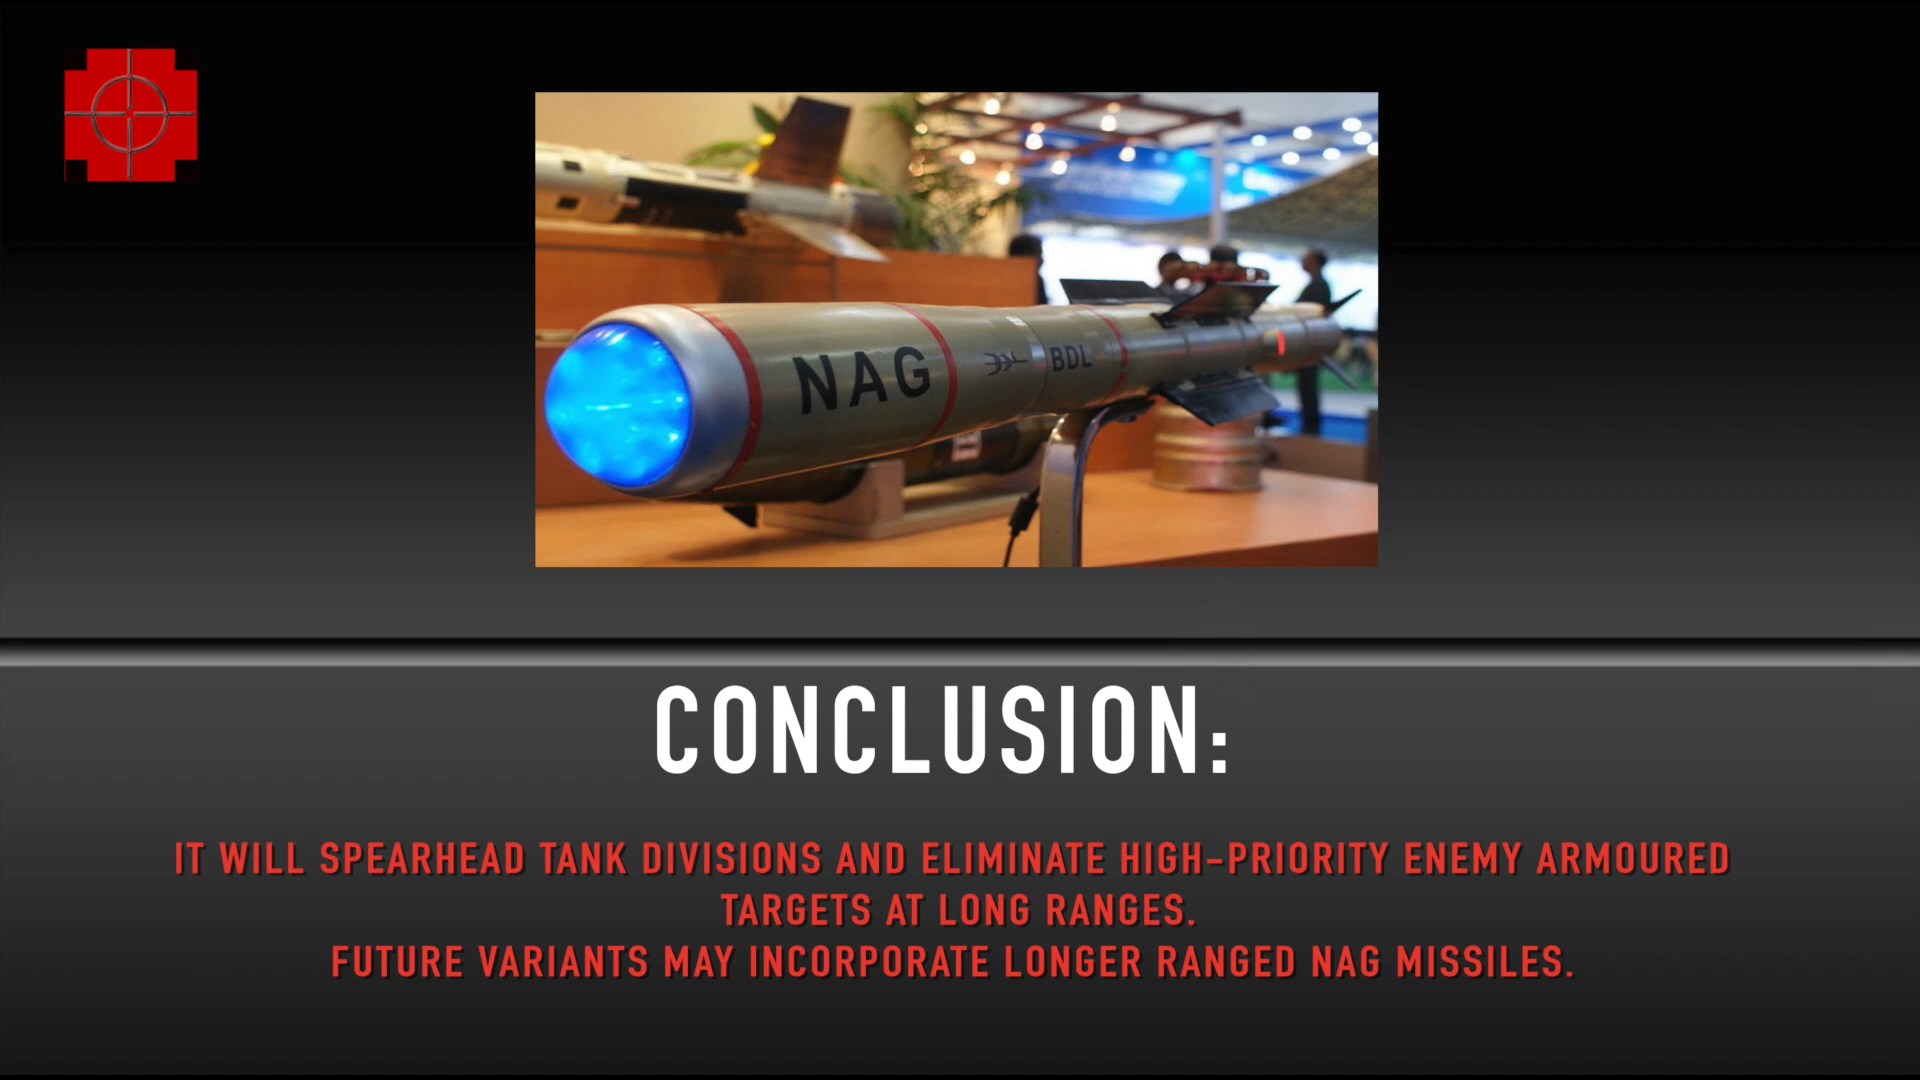 NAG
BDL
CONCLUSION:
IT WILL SPEARHEAD TANK DIVISIONS AND ELIMINATE HIGH-PRIORITY ENEMY ARMOURED
TARGETS AT LONG RANGES.
FUTURE VARIANTS MAY INCORPORATE LONGER RANGED NAG MISSILES.